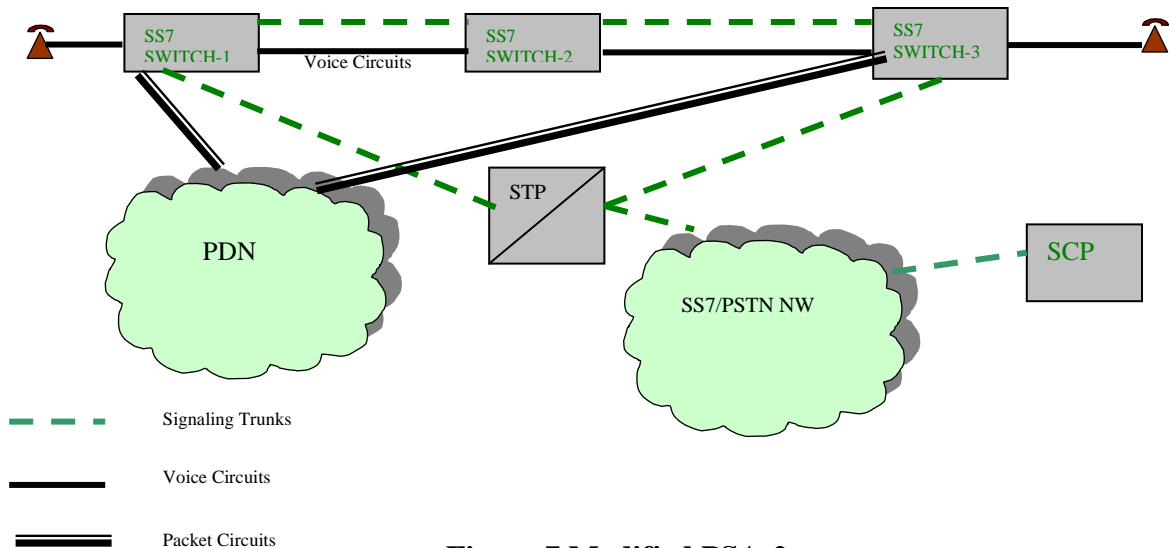 SS7
SWITCH-1
SS7
SWITCH-2
SS7
SWITCH-3
Voice Circuits
STP
PDN
SCP
SS7/PSTN NW
Signaling Trunks
Voice Circuits
Packet Circuits